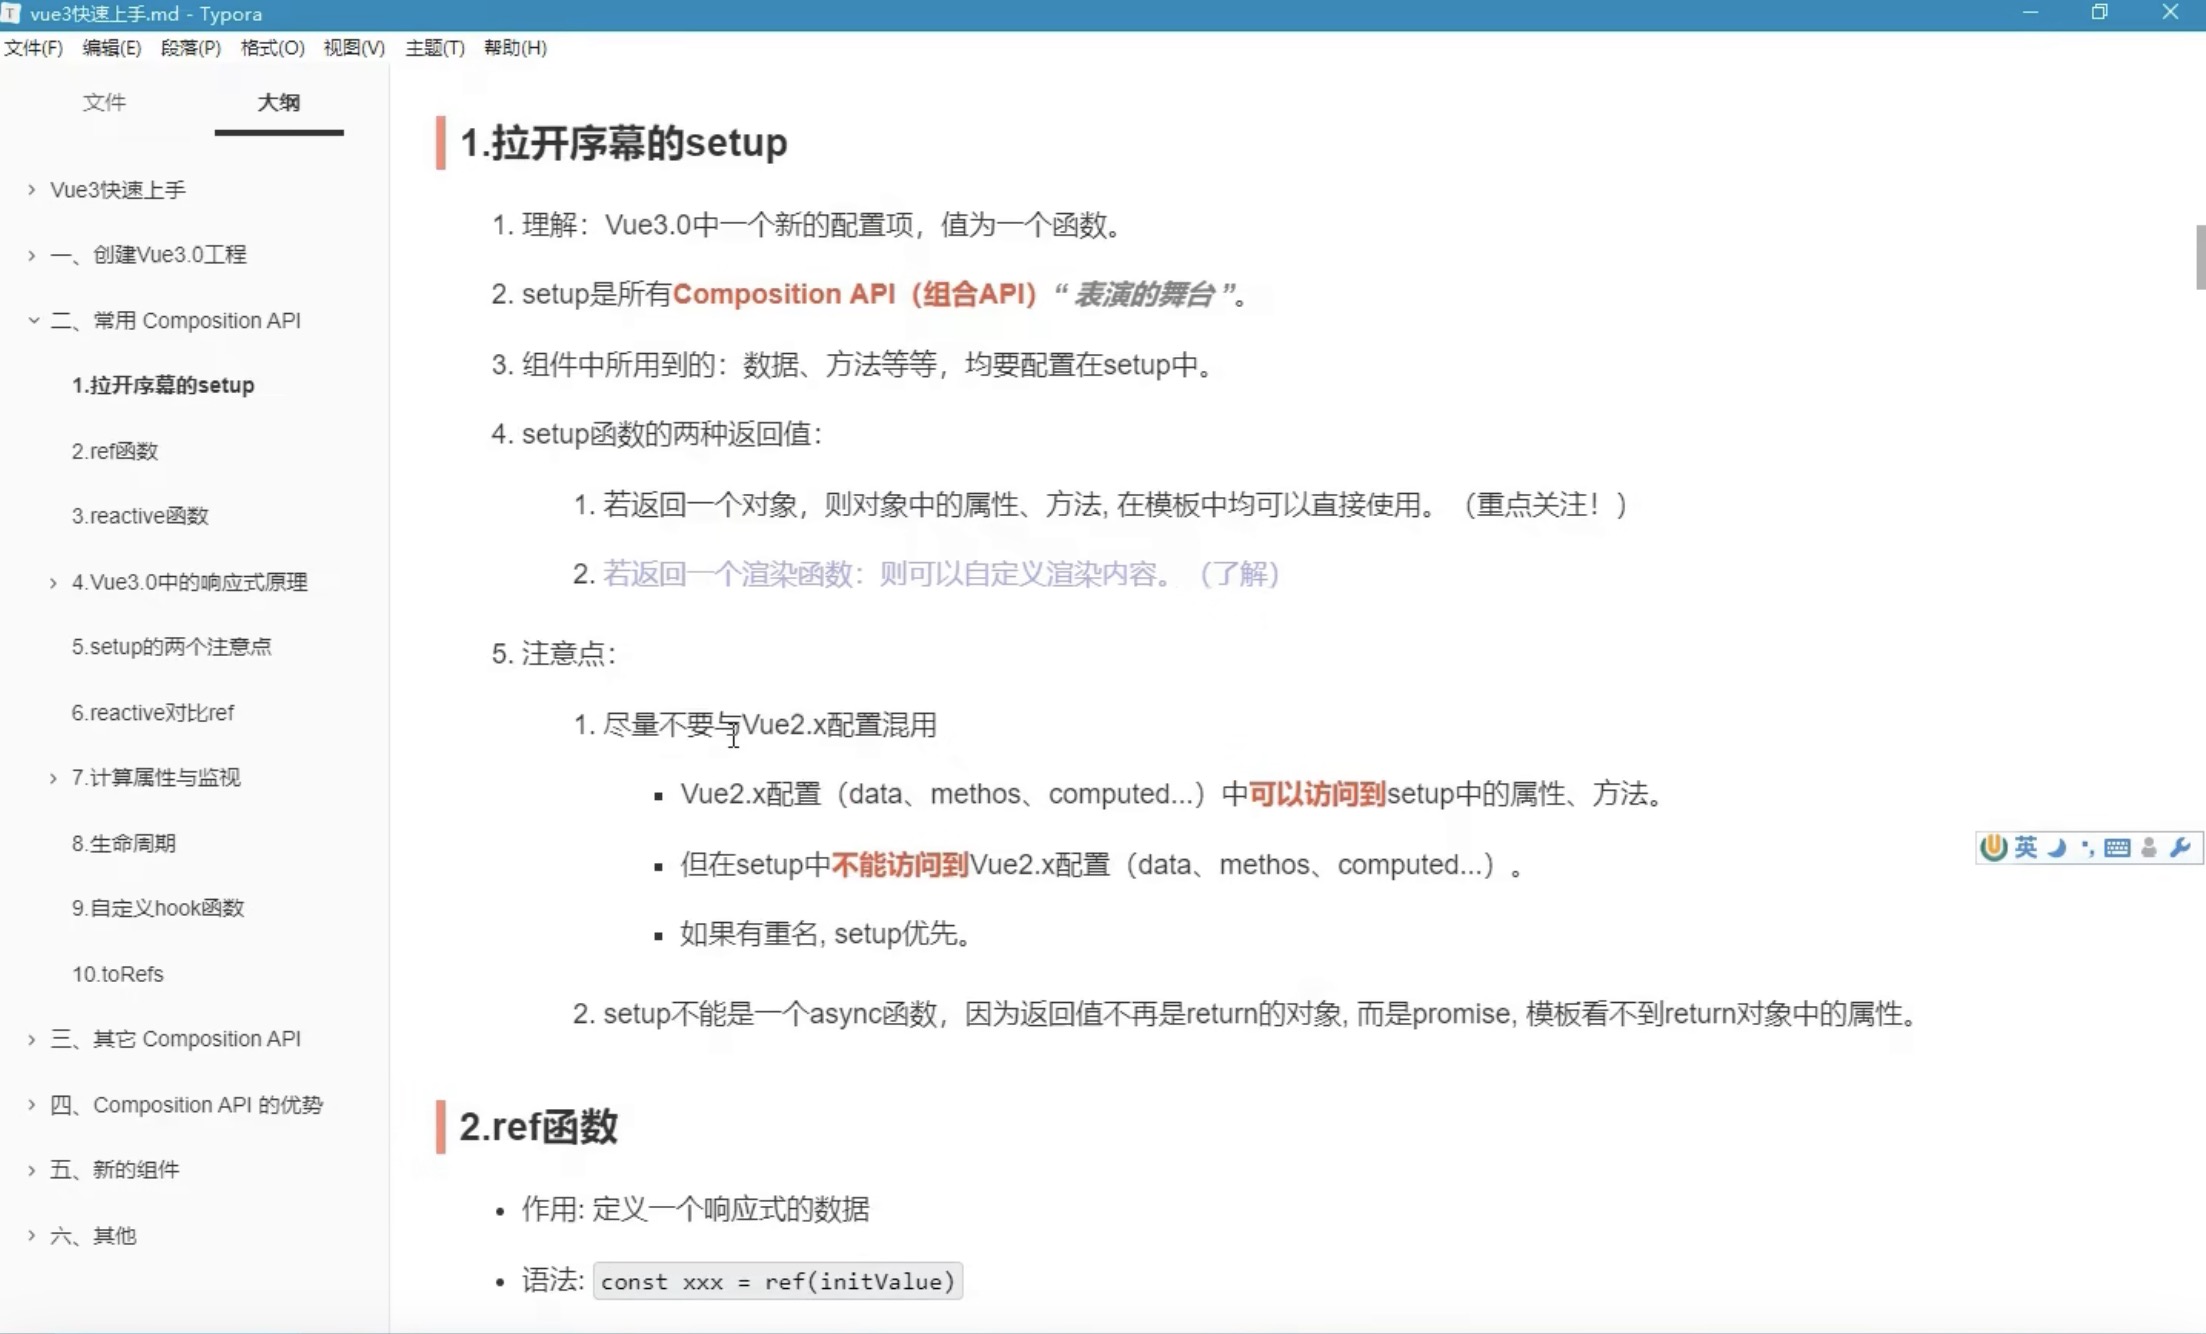 vue3快速上手.md - Typora
文件(F) 编辑(E) 段落(P) 格式(O) 视图(V) 主题(T) 帮助(H)
文件 大纲
Vue3快速上手
一、创建Vue3.0工程
二、常用 Composition API
1.拉开序幕的setup
2.ref函数
3.reactive函数
4.Vue3.0中的响应式原理
5.setup的两个注意点
6.reactive对比ref
7.计算属性与监视
8.生命周期
9.自定义hook函数
10.toRefs
三、其它 Composition API
四、Composition API 的优势
五、新的组件
六、其他
1.拉开序幕的setup
1. 理解：Vue3.0中一个新的配置项，值为一个函数。
2. setup是所有Composition API（组合API）“ 表演的舞台 ”。
3. 组件中所用到的：数据、方法等等，均要配置在setup中。
4. setup函数的两种返回值：
1. 若返回一个对象，则对象中的属性、方法, 在模板中均可以直接使用。（重点关注！）
2. 若返回一个渲染函数：则可以自定义渲染内容。（了解）
5. 注意点：
1. 尽量不要与Vue2.x配置混用
▪ Vue2.x配置（data、methos、computed...）中可以访问到setup中的属性、方法。
▪ 但在setup中不能访问到Vue2.x配置（data、methos、computed...）。
▪ 如果有重名, setup优先。
2. setup不能是一个async函数，因为返回值不再是return的对象, 而是promise, 模板看不到return对象中的属性。
2.ref函数
• 作用: 定义一个响应式的数据
• 语法: const xxx = ref(initValue)
英